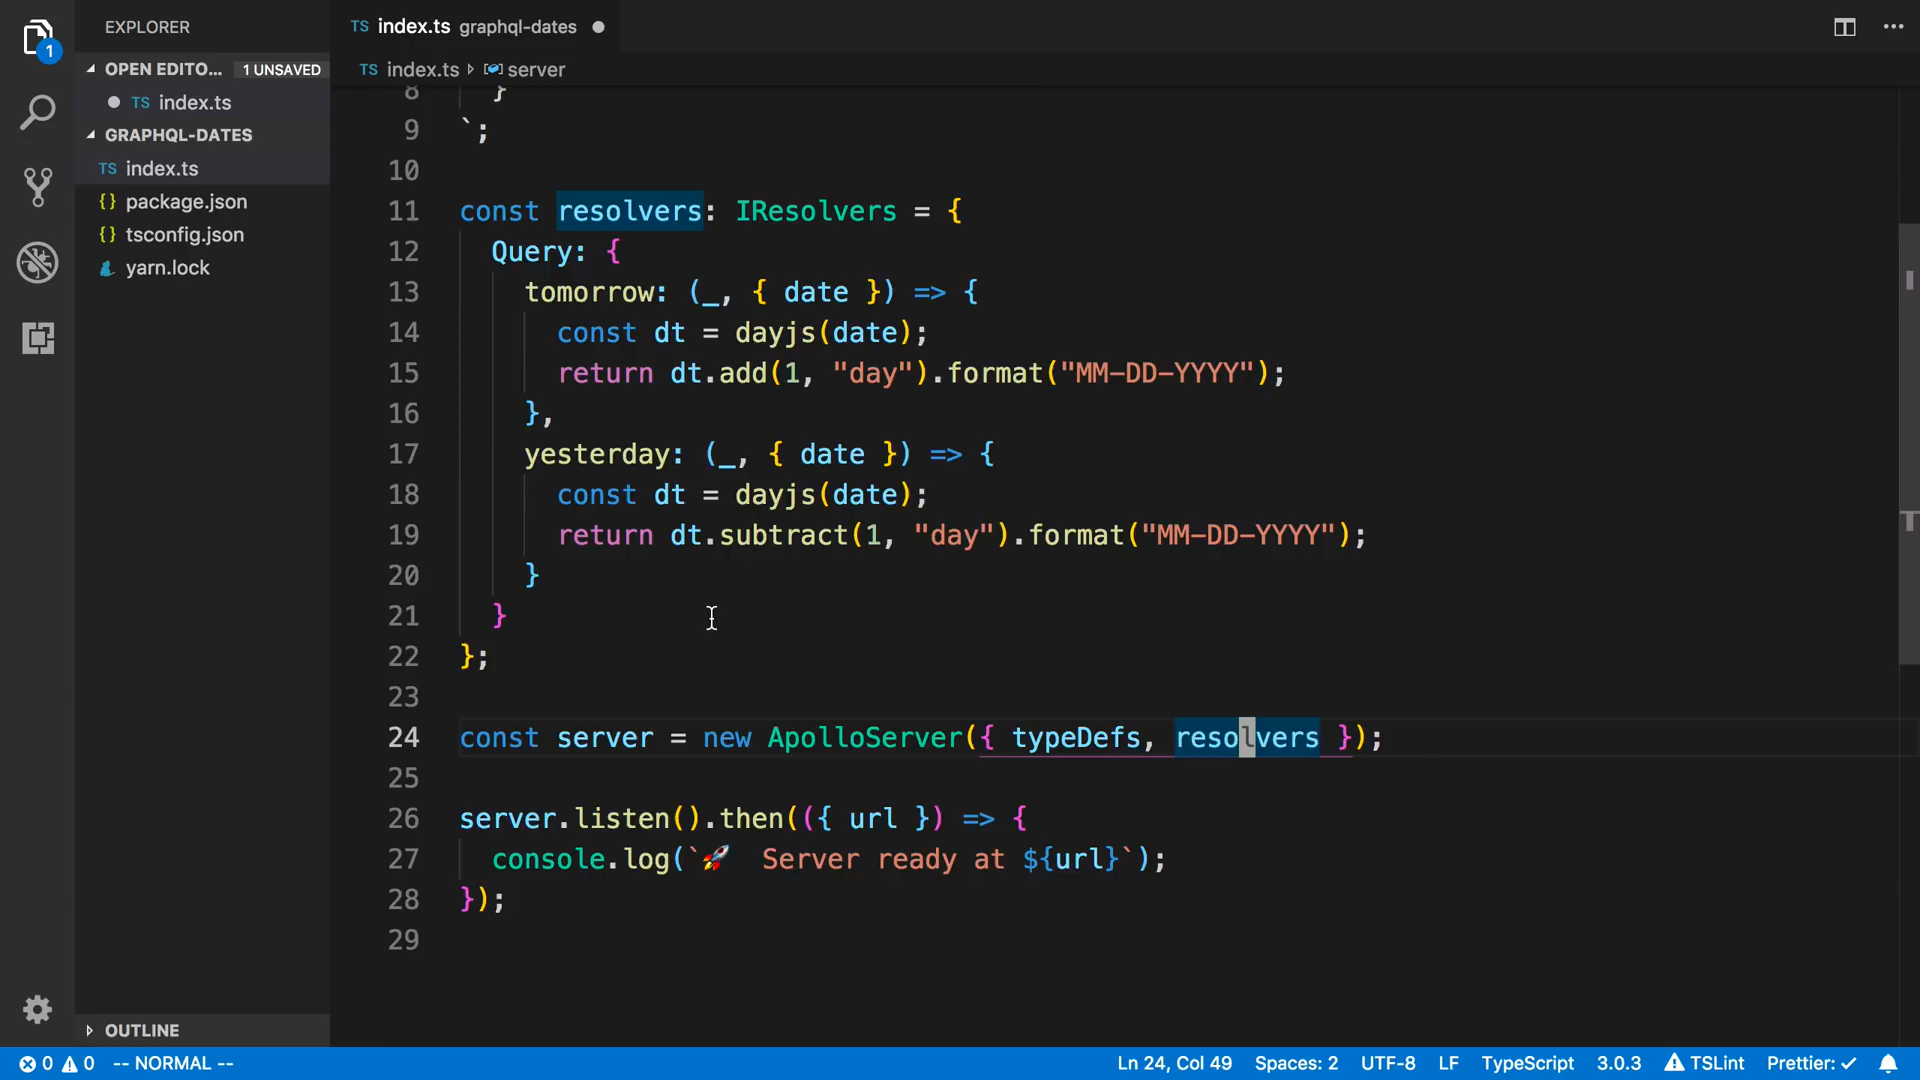 EXPLORER
OPEN EDITO... 1 UNSAVED
TS index.ts
GRAPHQL-DATES
TS index.ts
{} package.json
{} tsconfig.json
yarn.lock
OUTLINE
1
TS index.ts graphql-dates
TS index.ts server
8 }
9 `;
10
11 const resolvers: IResolvers = {
12 Query: {
13 tomorrow: (_, { date }) => {
14 const dt = dayjs(date);
15 return dt.add(1, "day").format("MM-DD-YYYY");
16 },
17 yesterday: (_, { date }) => {
18 const dt = dayjs(date);
19 return dt.subtract(1, "day").format("MM-DD-YYYY");
20 }
21 }
22 };
23
24 const server = new ApolloServer({ typeDefs, resolvers });
25
26 server.listen().then(({ url }) => {
27 console.log(`🚀 Server ready at ${url}`);
28 });
29
0 0 -- NORMAL -- Ln 24, Col 49 Spaces: 2 UTF-8 LF TypeScript 3.0.3 TSLint Prettier: ✓